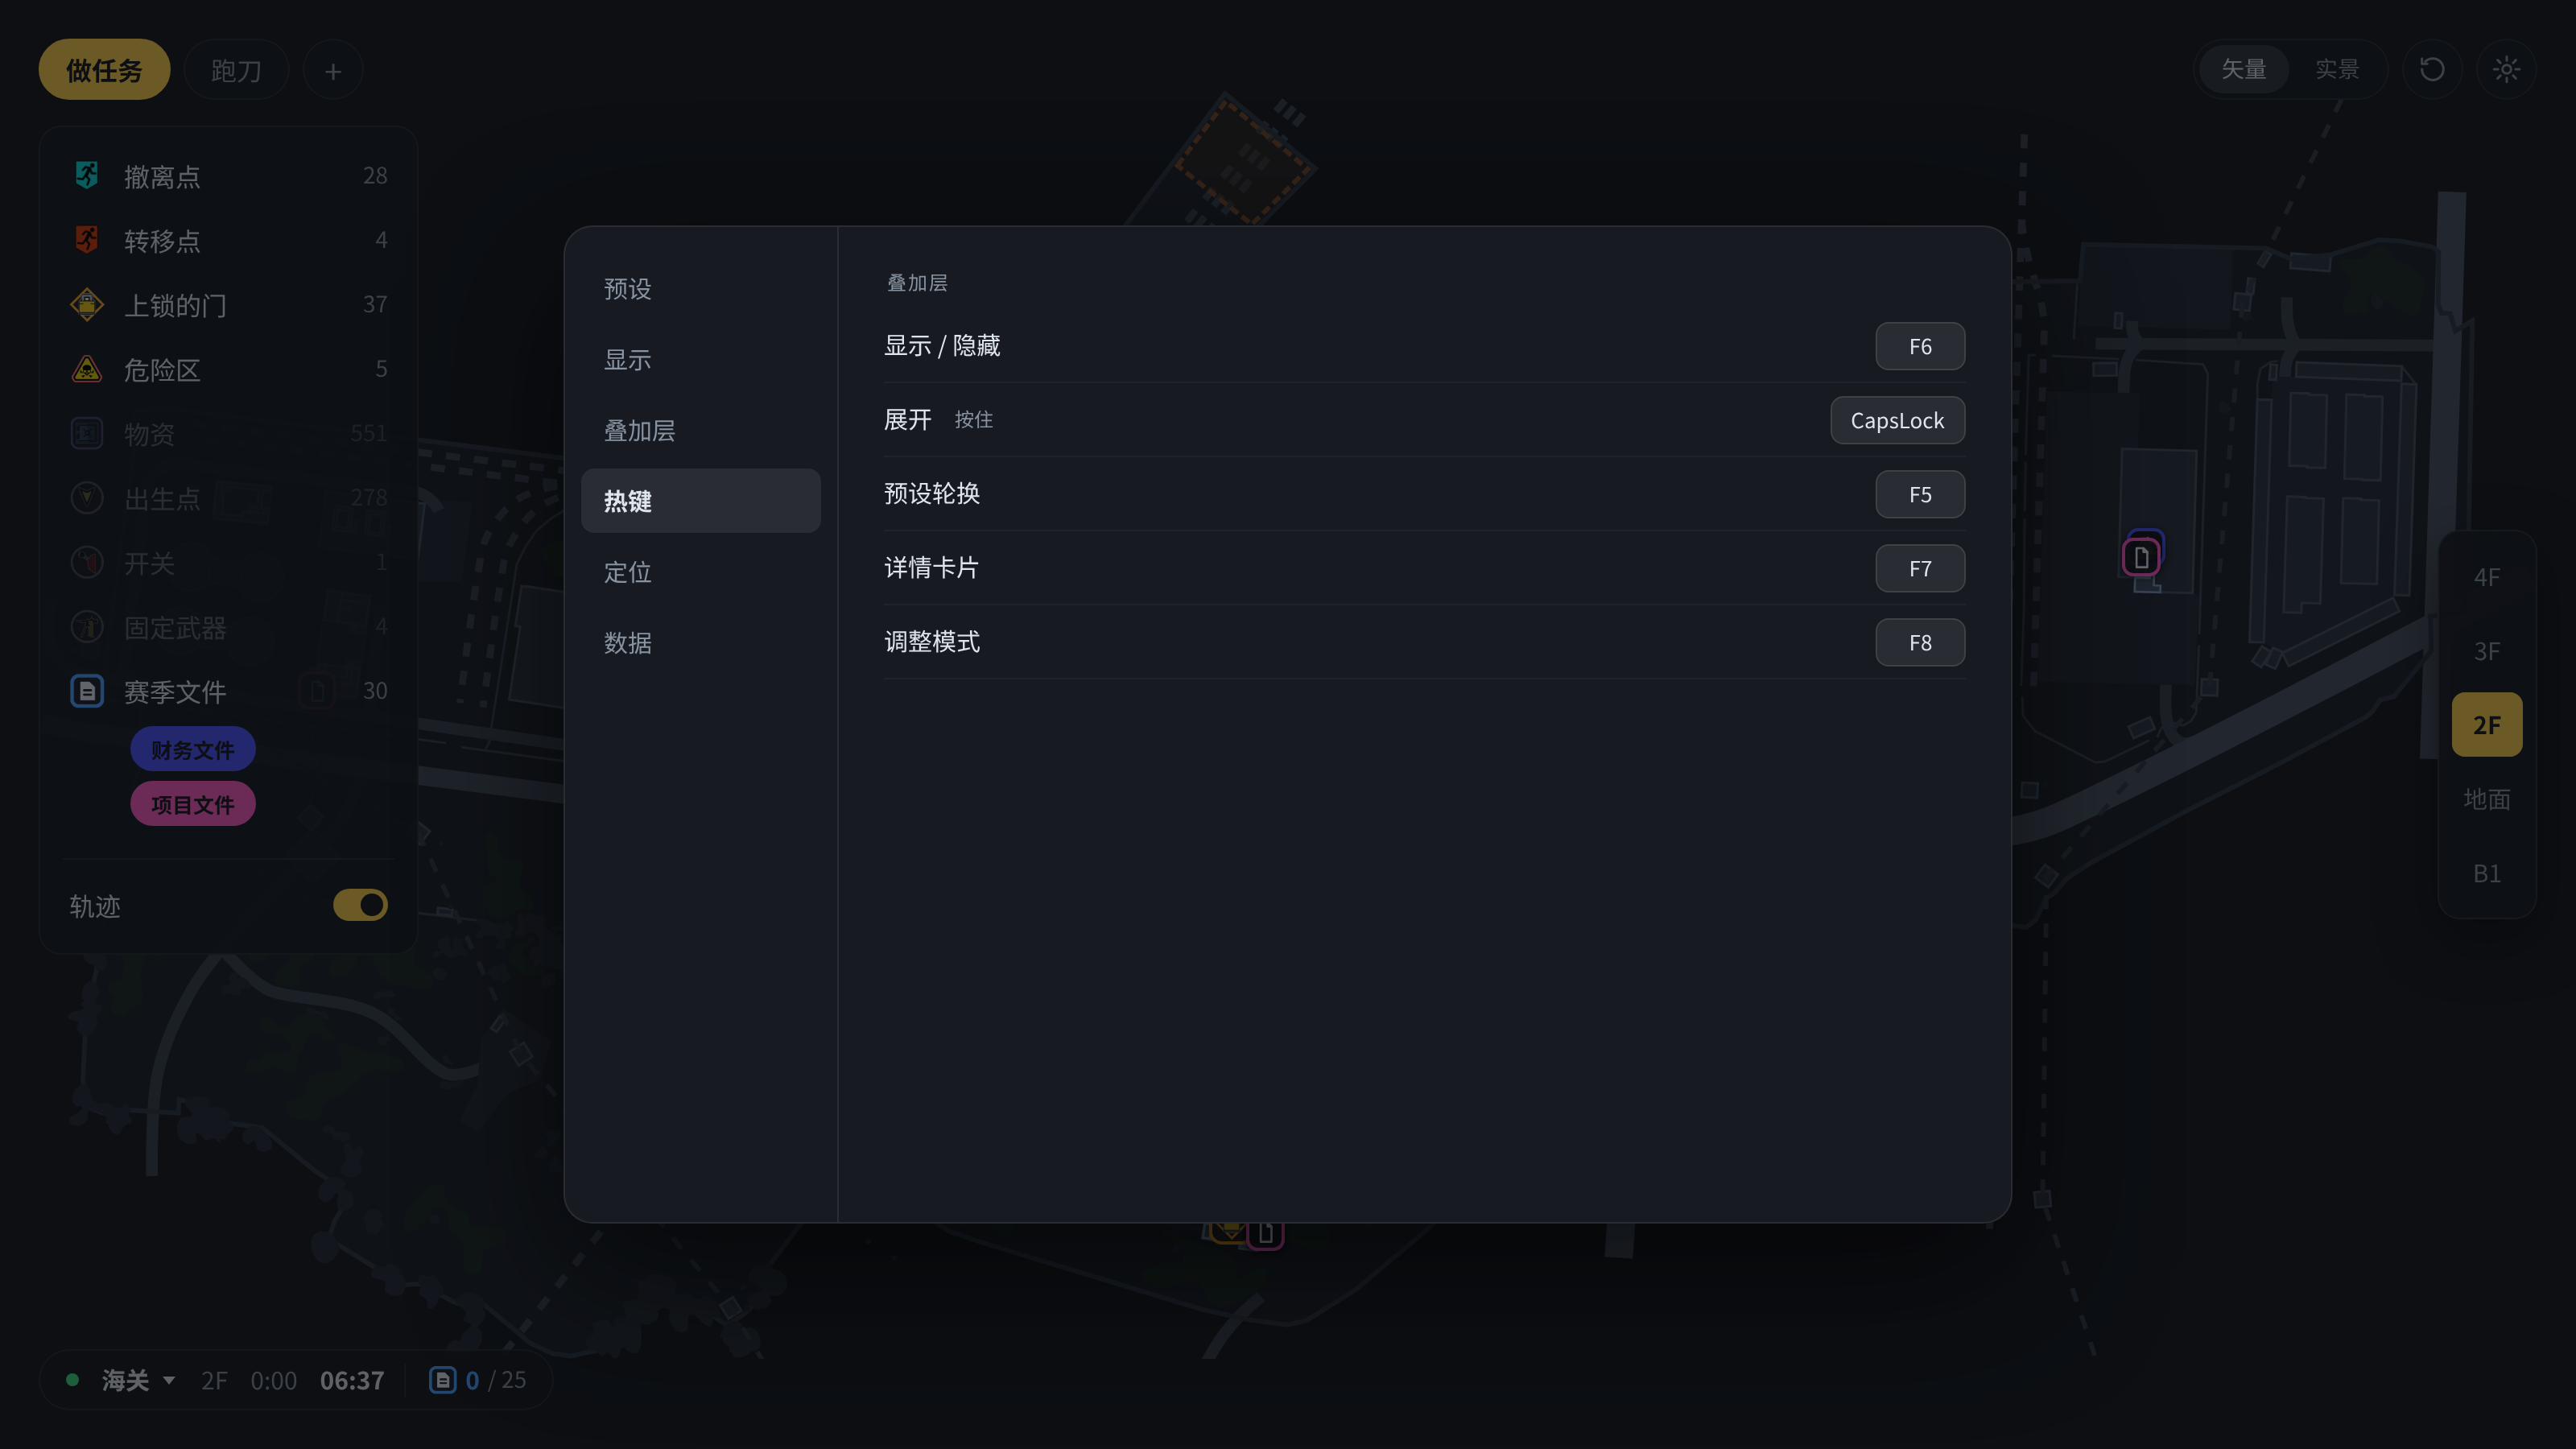 做任务
跑刀
+
矢量
实景
撤离点 28
转移点 4
上锁的门 37
危险区 5
物资 551
出生点 278
开关 1
固定武器 4
赛季文件 30
财务文件
项目文件
轨迹
预设
显示
叠加层
热键
定位
数据
叠加层
显示 / 隐藏 F6
展开 按住 CapsLock
预设轮换 F5
详情卡片 F7
调整模式 F8
4F
3F
2F
地面
B1
海关 2F 0:00 06:37 0 / 25